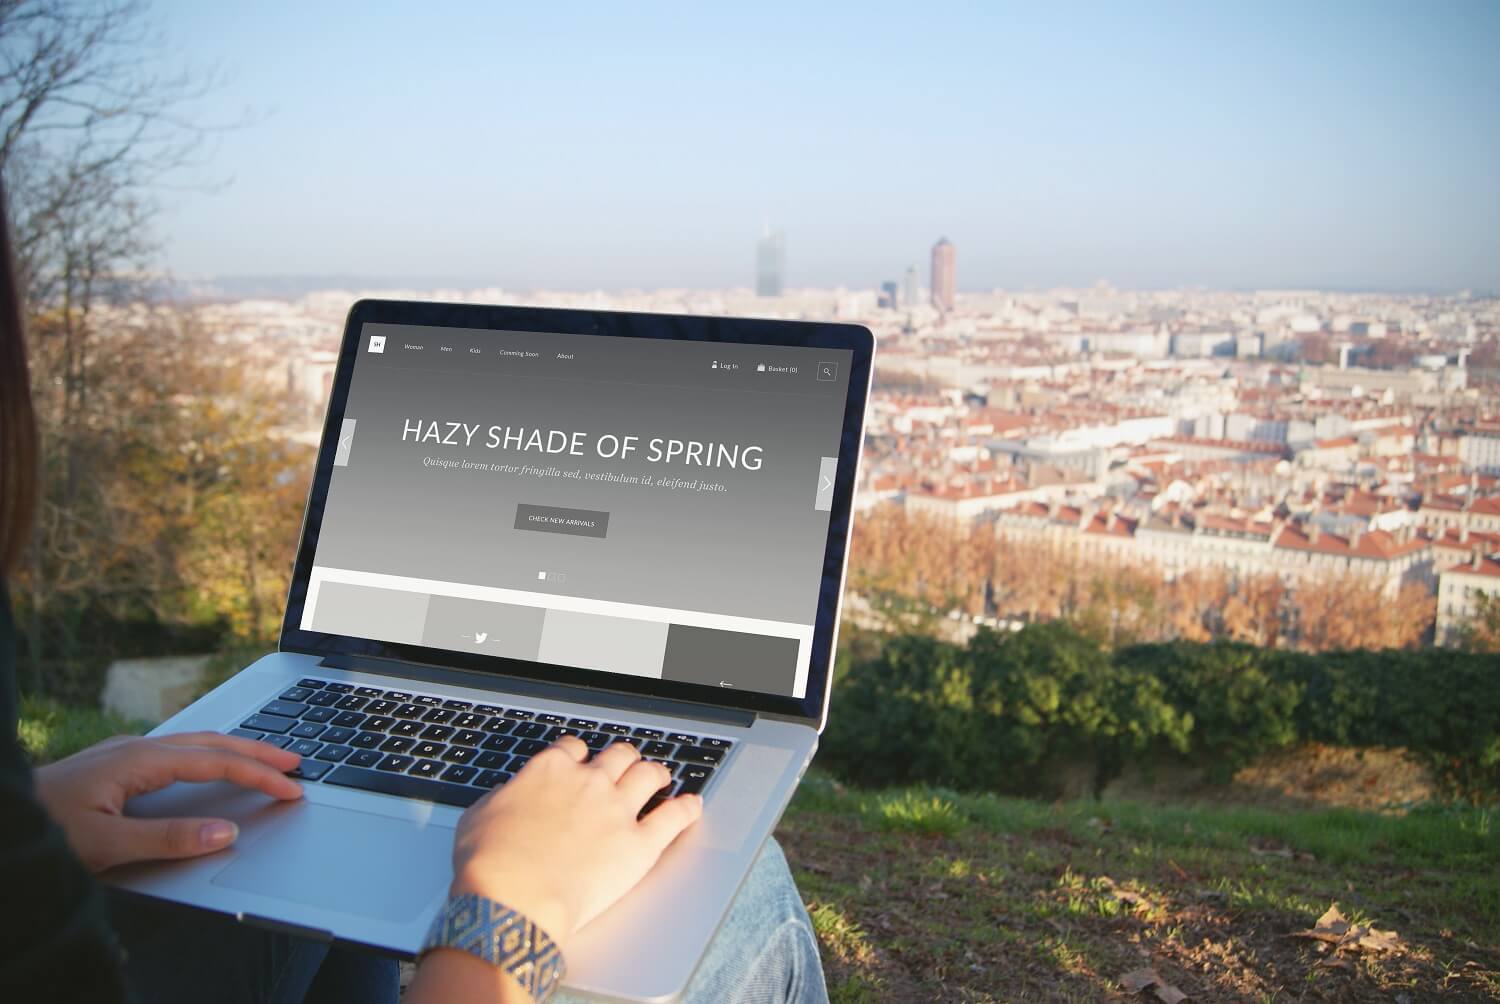 SH
Woman
Men
Kids
Comming Soon
About
Log In
Basket (0)
HAZY SHADE OF SPRING
Quisque lorem tortor fringilla sed, vestibulum id, eleifend justo.
CHECK NEW ARRIVALS